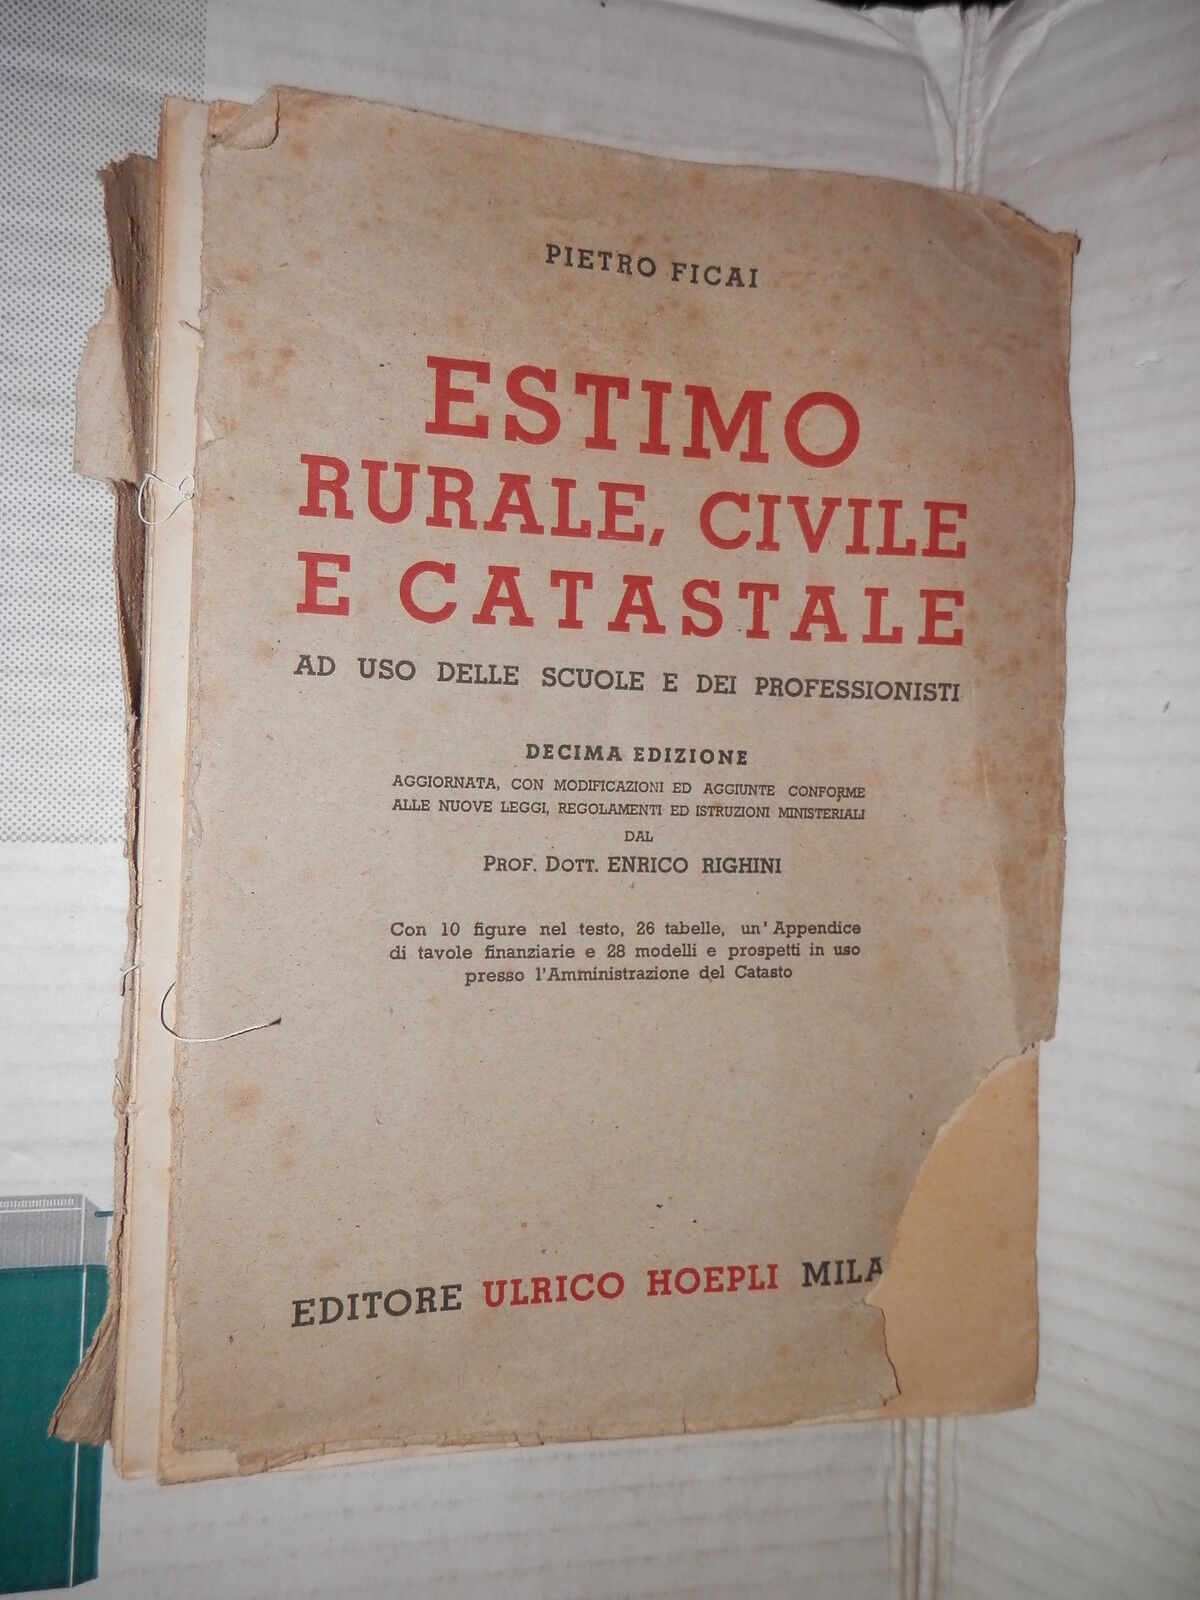 PIETRO FICAI
ESTIMO
RURALE, CIVILE
E CATASTALE
AD USO DELLE SCUOLE E DEI PROFESSIONISTI
DECIMA EDIZIONE
AGGIORNATA, CON MODIFICAZIONI ED AGGIUNTE CONFORME
ALLE NUOVE LEGGI, REGOLAMENTI ED ISTRUZIONI MINISTERIALI
DAL
PROF. DOTT. ENRICO RIGHINI
Con 10 figure nel testo, 26 tabelle, un' Appendice
di tavole finanziarie e 28 modelli e prospetti in uso
presso l'Amministrazione del Catasto
EDITORE ULRICO HOEPLI MILA